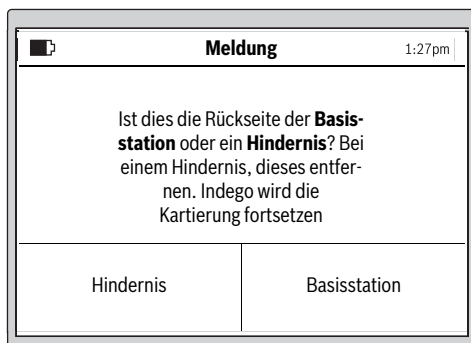 Meldung 1:27pm
Ist dies die Rückseite der Basis-
station oder ein Hindernis? Bei
einem Hindernis, dieses entfer-
nen. Indego wird die
Kartierung fortsetzen
Hindernis Basisstation